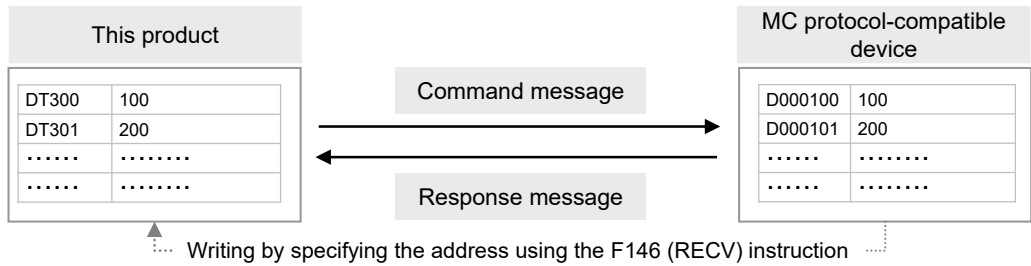 This product
MC protocol-compatible
device
DT300 100
DT301 200
...... ........
...... ........
Command message
Response message
D000100 100
D000101 200
...... ........
...... ........
Writing by specifying the address using the F146 (RECV) instruction